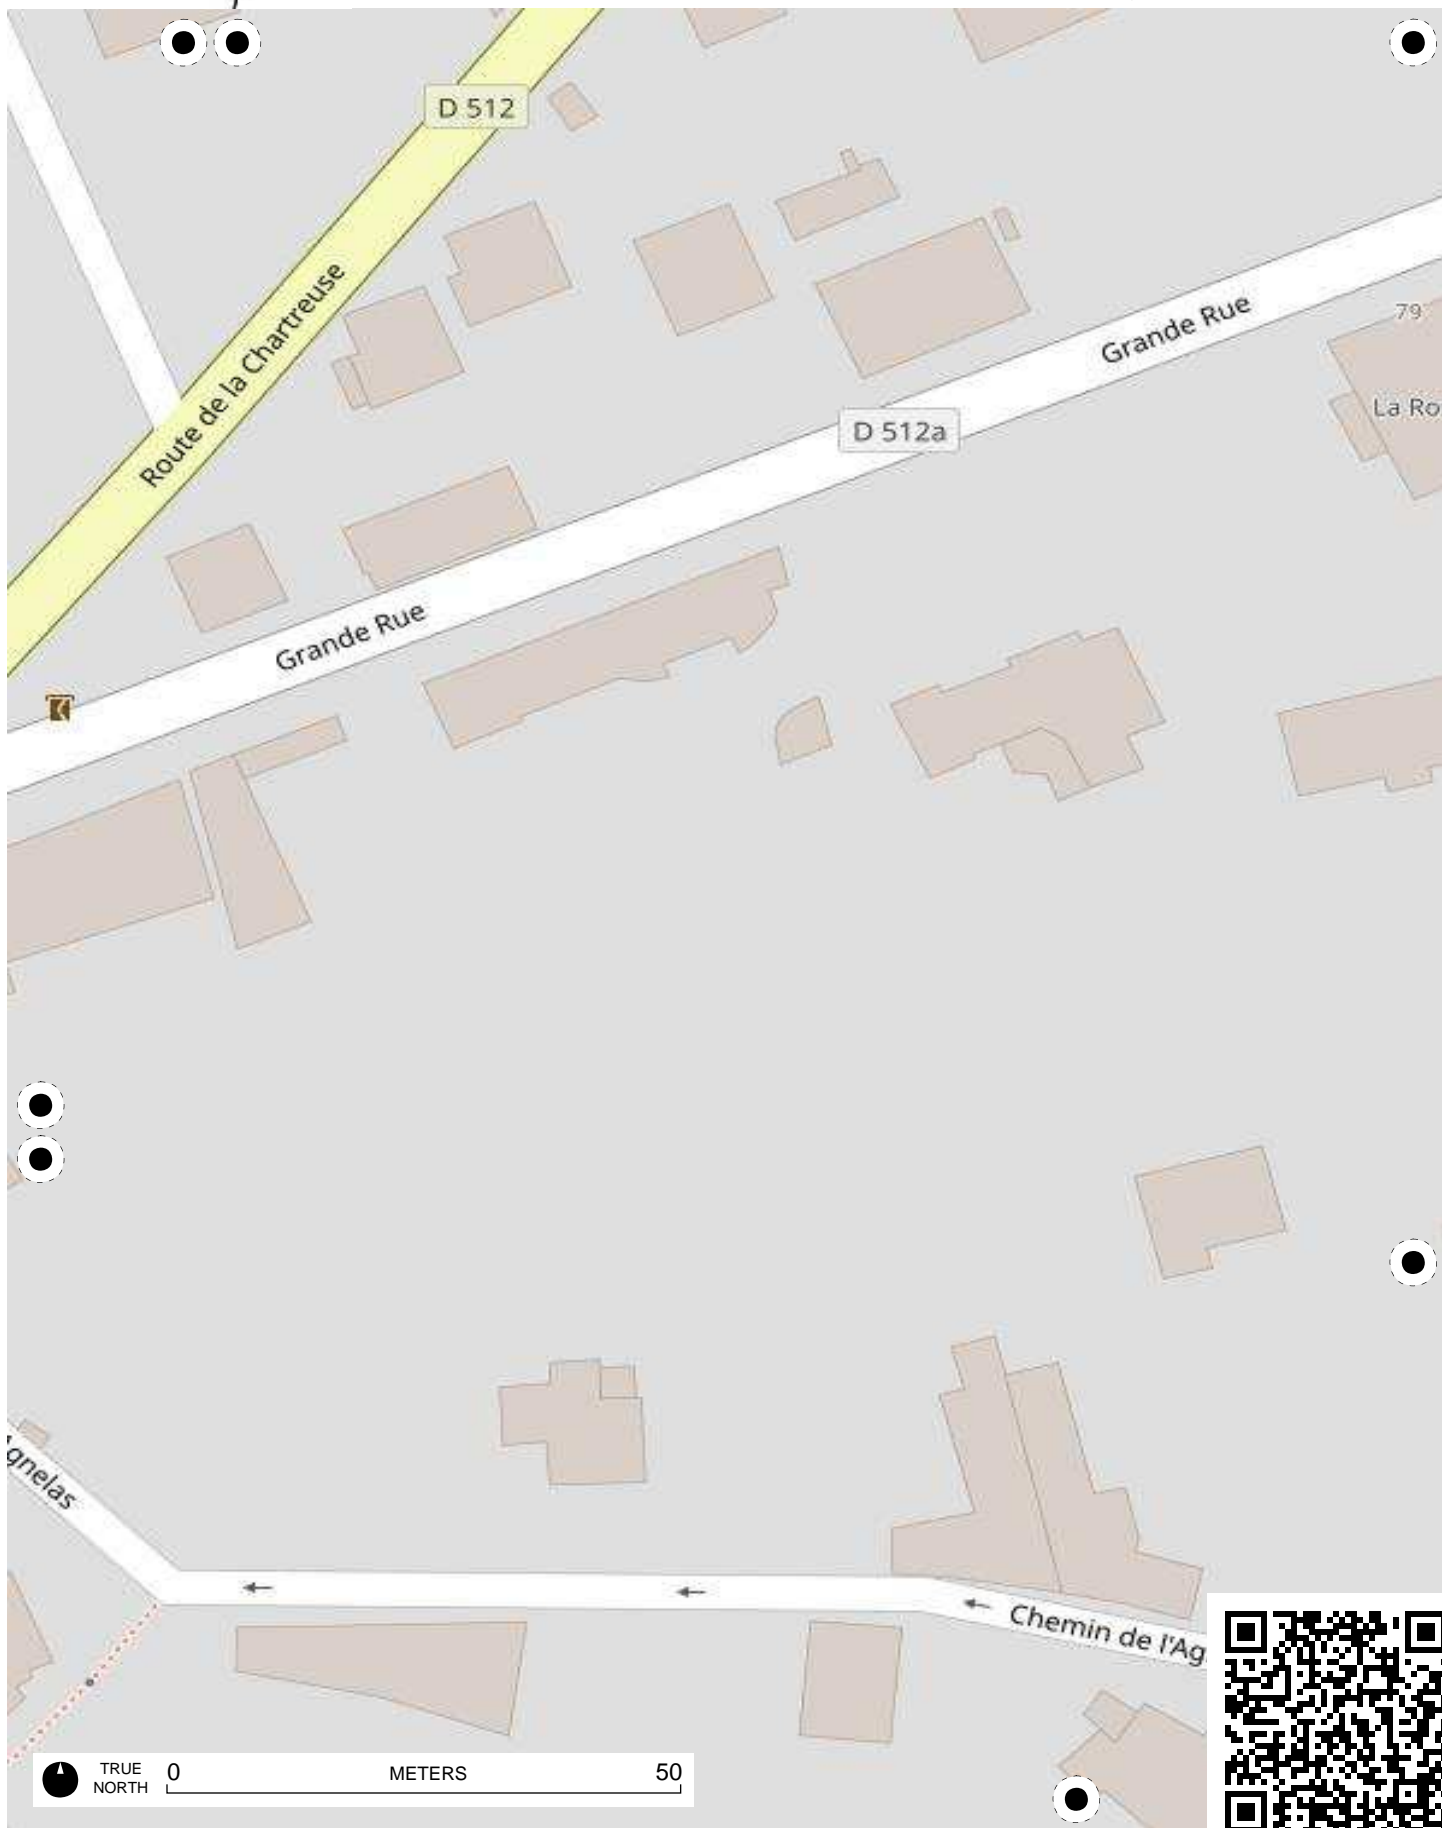 D 512
Route de la Chartreuse
Grande Rue
79
La Ro
D 512a
Grande Rue
Agnelas
Chemin de l'Ag
TRUE
NORTH
0
METERS
50